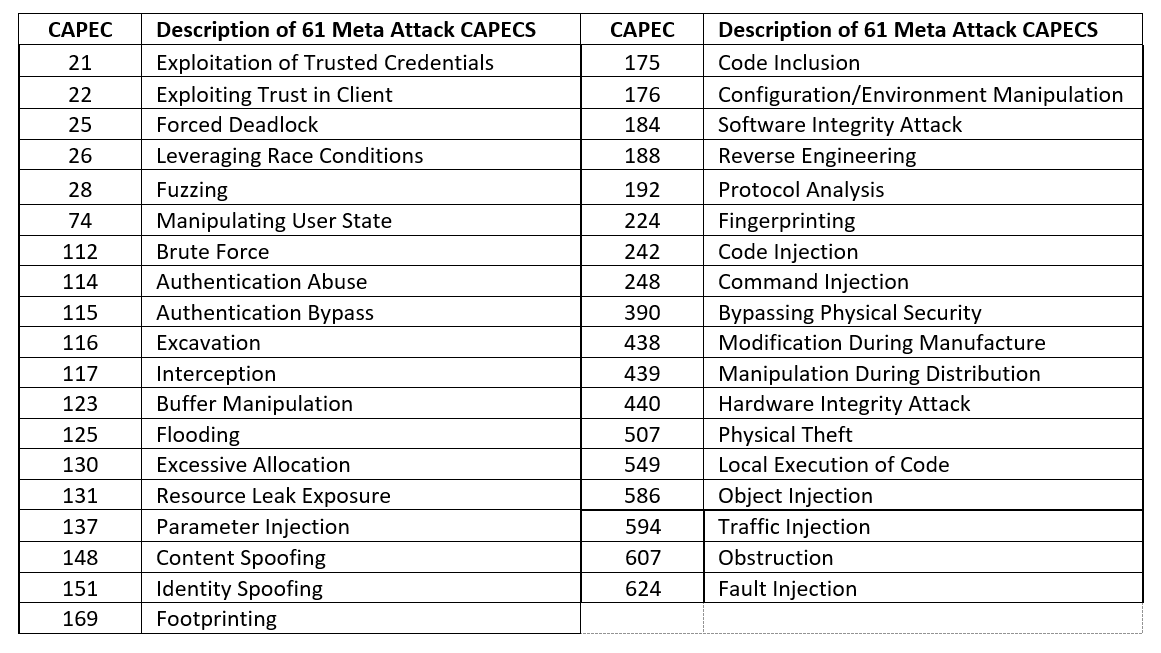 CAPEC Description of 61 Meta Attack CAPECS CAPEC Description of 61 Meta Attack CAPECS
21 Exploitation of Trusted Credentials 175 Code Inclusion
22 Exploiting Trust in Client 176 Configuration/Environment Manipulation
25 Forced Deadlock 184 Software Integrity Attack
26 Leveraging Race Conditions 188 Reverse Engineering
28 Fuzzing 192 Protocol Analysis
74 Manipulating User State 224 Fingerprinting
112 Brute Force 242 Code Injection
114 Authentication Abuse 248 Command Injection
115 Authentication Bypass 390 Bypassing Physical Security
116 Excavation 438 Modification During Manufacture
117 Interception 439 Manipulation During Distribution
123 Buffer Manipulation 440 Hardware Integrity Attack
125 Flooding 507 Physical Theft
130 Excessive Allocation 549 Local Execution of Code
131 Resource Leak Exposure 586 Object Injection
137 Parameter Injection 594 Traffic Injection
148 Content Spoofing 607 Obstruction
151 Identity Spoofing 624 Fault Injection
169 Footprinting